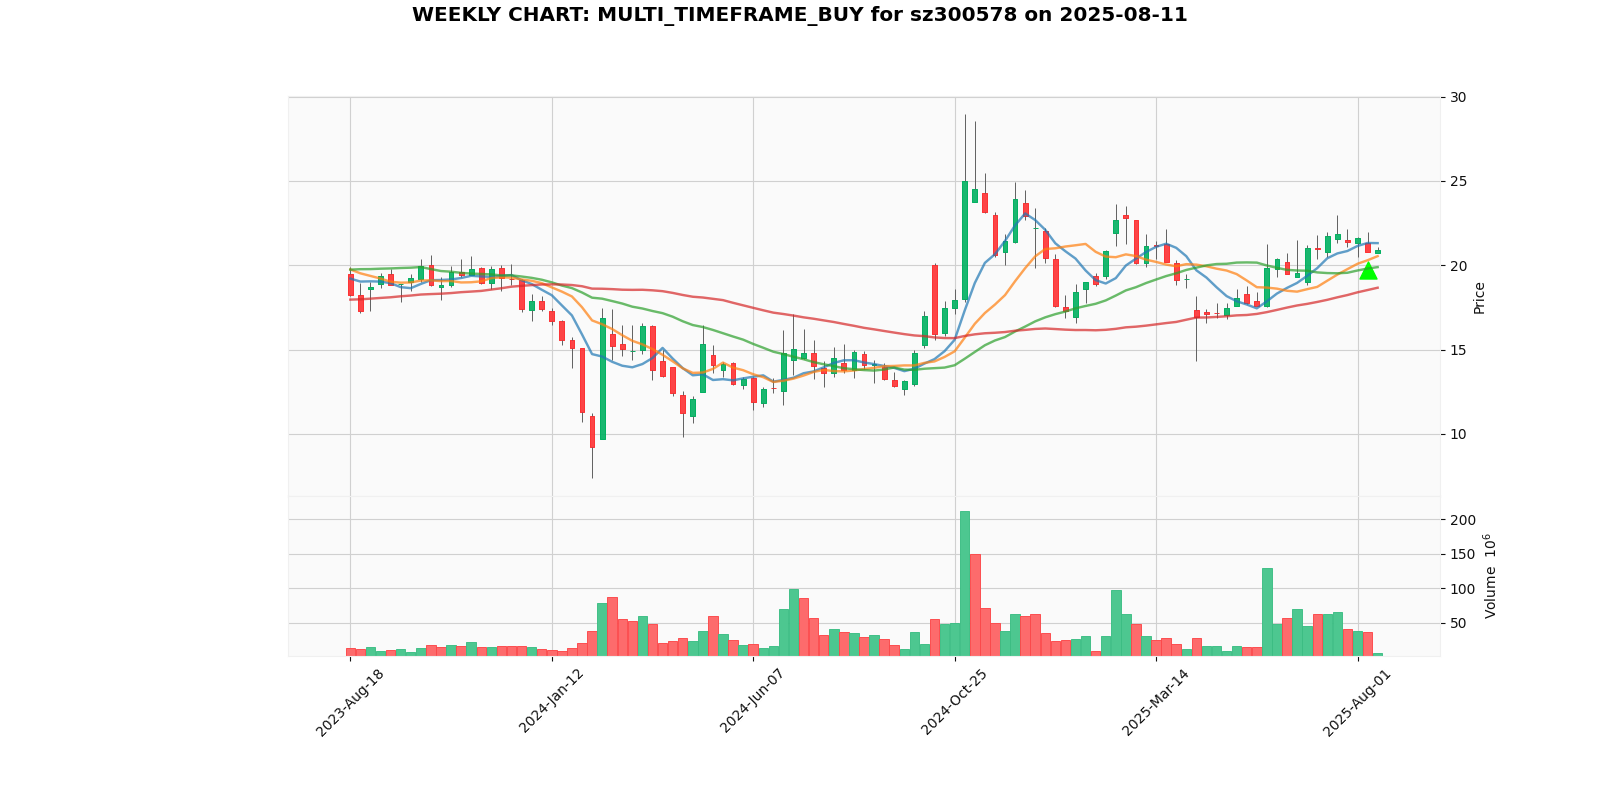 WEEKLY CHART: MULTI_TIMEFRAME_BUY for sz300578 on 2025-08-11
30
25
20
15
10
Price
200
150
100
50
Volume 10^6
2023-Aug-18
2024-Jan-12
2024-Jun-07
2024-Oct-25
2025-Mar-14
2025-Aug-01